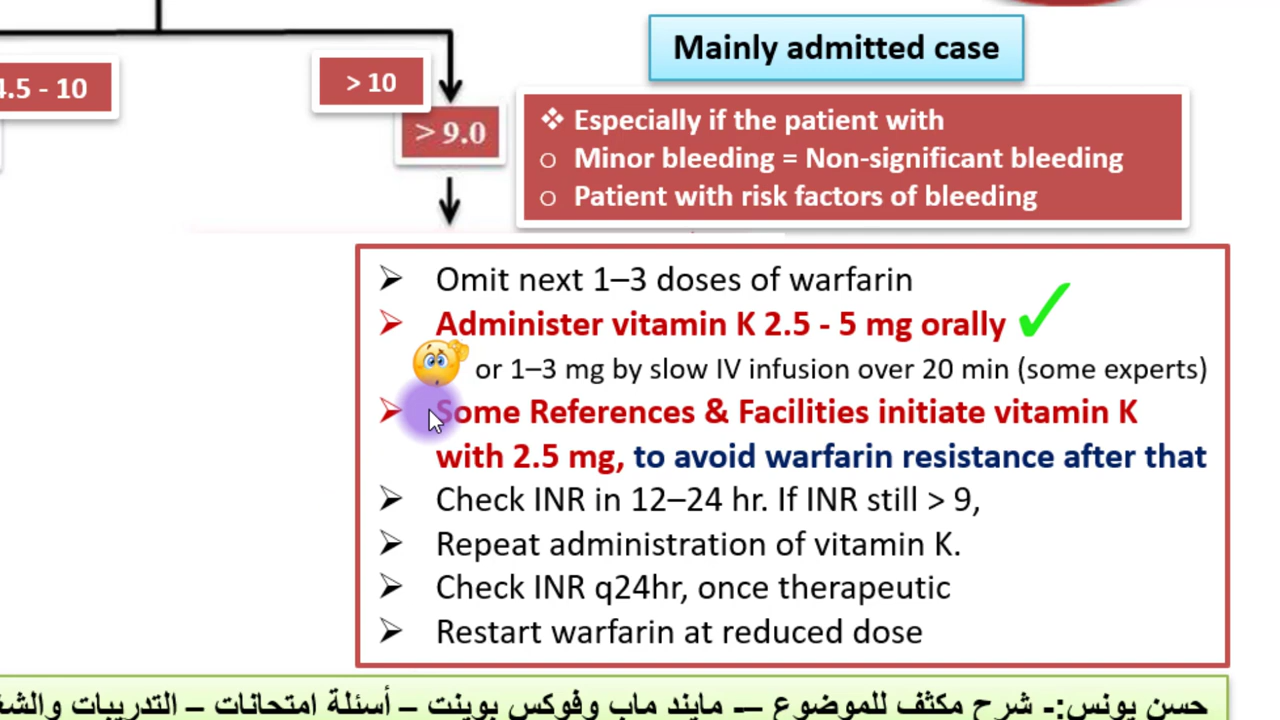 Mainly admitted case
4.5 - 10
> 10
> 9.0
❖ Especially if the patient with
o Minor bleeding = Non-significant bleeding
o Patient with risk factors of bleeding
➢ Omit next 1–3 doses of warfarin
➢ Administer vitamin K 2.5 - 5 mg orally ✓
or 1–3 mg by slow IV infusion over 20 min (some experts)
➢ Some References & Facilities initiate vitamin K
with 2.5 mg, to avoid warfarin resistance after that
➢ Check INR in 12–24 hr. If INR still > 9,
➢ Repeat administration of vitamin K.
➢ Check INR q24hr, once therapeutic
➢ Restart warfarin at reduced dose
حسن يونس:- شرح مكثف للموضوع –- مايند ماب وفوكس بوينت – أسئلة امتحانات – التدريبات